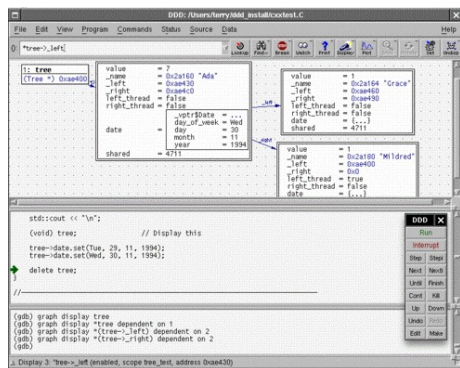 DDD: /Users/terry/ddd_install/cxxtest.C
File Edit View Program Commands Status Source Data Help
(): *tree->_left
Lookup Find» Break Watch Print Display Plot Set Undisp
1: tree
(Tree *) 0xae400
value = 7
_name = 0x2a160 "Ada"
_left = 0xae430
_right = 0xae4c0
left_thread = false
right_thread = false
date =
_vptr$Date = ...
day_of_week = Wed
day = 30
month = 11
year = 1994
shared = 4711
_left
value = 1
_name = 0x2a164 "Grace"
_left = 0xae460
_right = 0xae490
left_thread = false
right_thread = false
date = {...}
shared = 4711
_right
value = 1
_name = 0x2a180 "Mildred"
_left = 0xae400
_right = 0x0
left_thread = true
right_thread = false
date = {...}
std::cout << "\n";
(void) tree; // Display this
tree->date.set(Tue, 29, 11, 1994);
tree->date.set(Wed, 30, 11, 1994);
delete tree;
}
//
DDD X
Run
Interrupt
Step Stepi
Next Nexti
Until Finish
Cont Kill
Up Down
Undo Redo
Edit Make
(gdb) graph display tree
(gdb) graph display *tree dependent on 1
(gdb) graph display *(tree->_left) dependent on 2
(gdb) graph display *(tree->_right) dependent on 2
(gdb)
Display 3: *tree->_left (enabled, scope tree_test, address 0xae430)